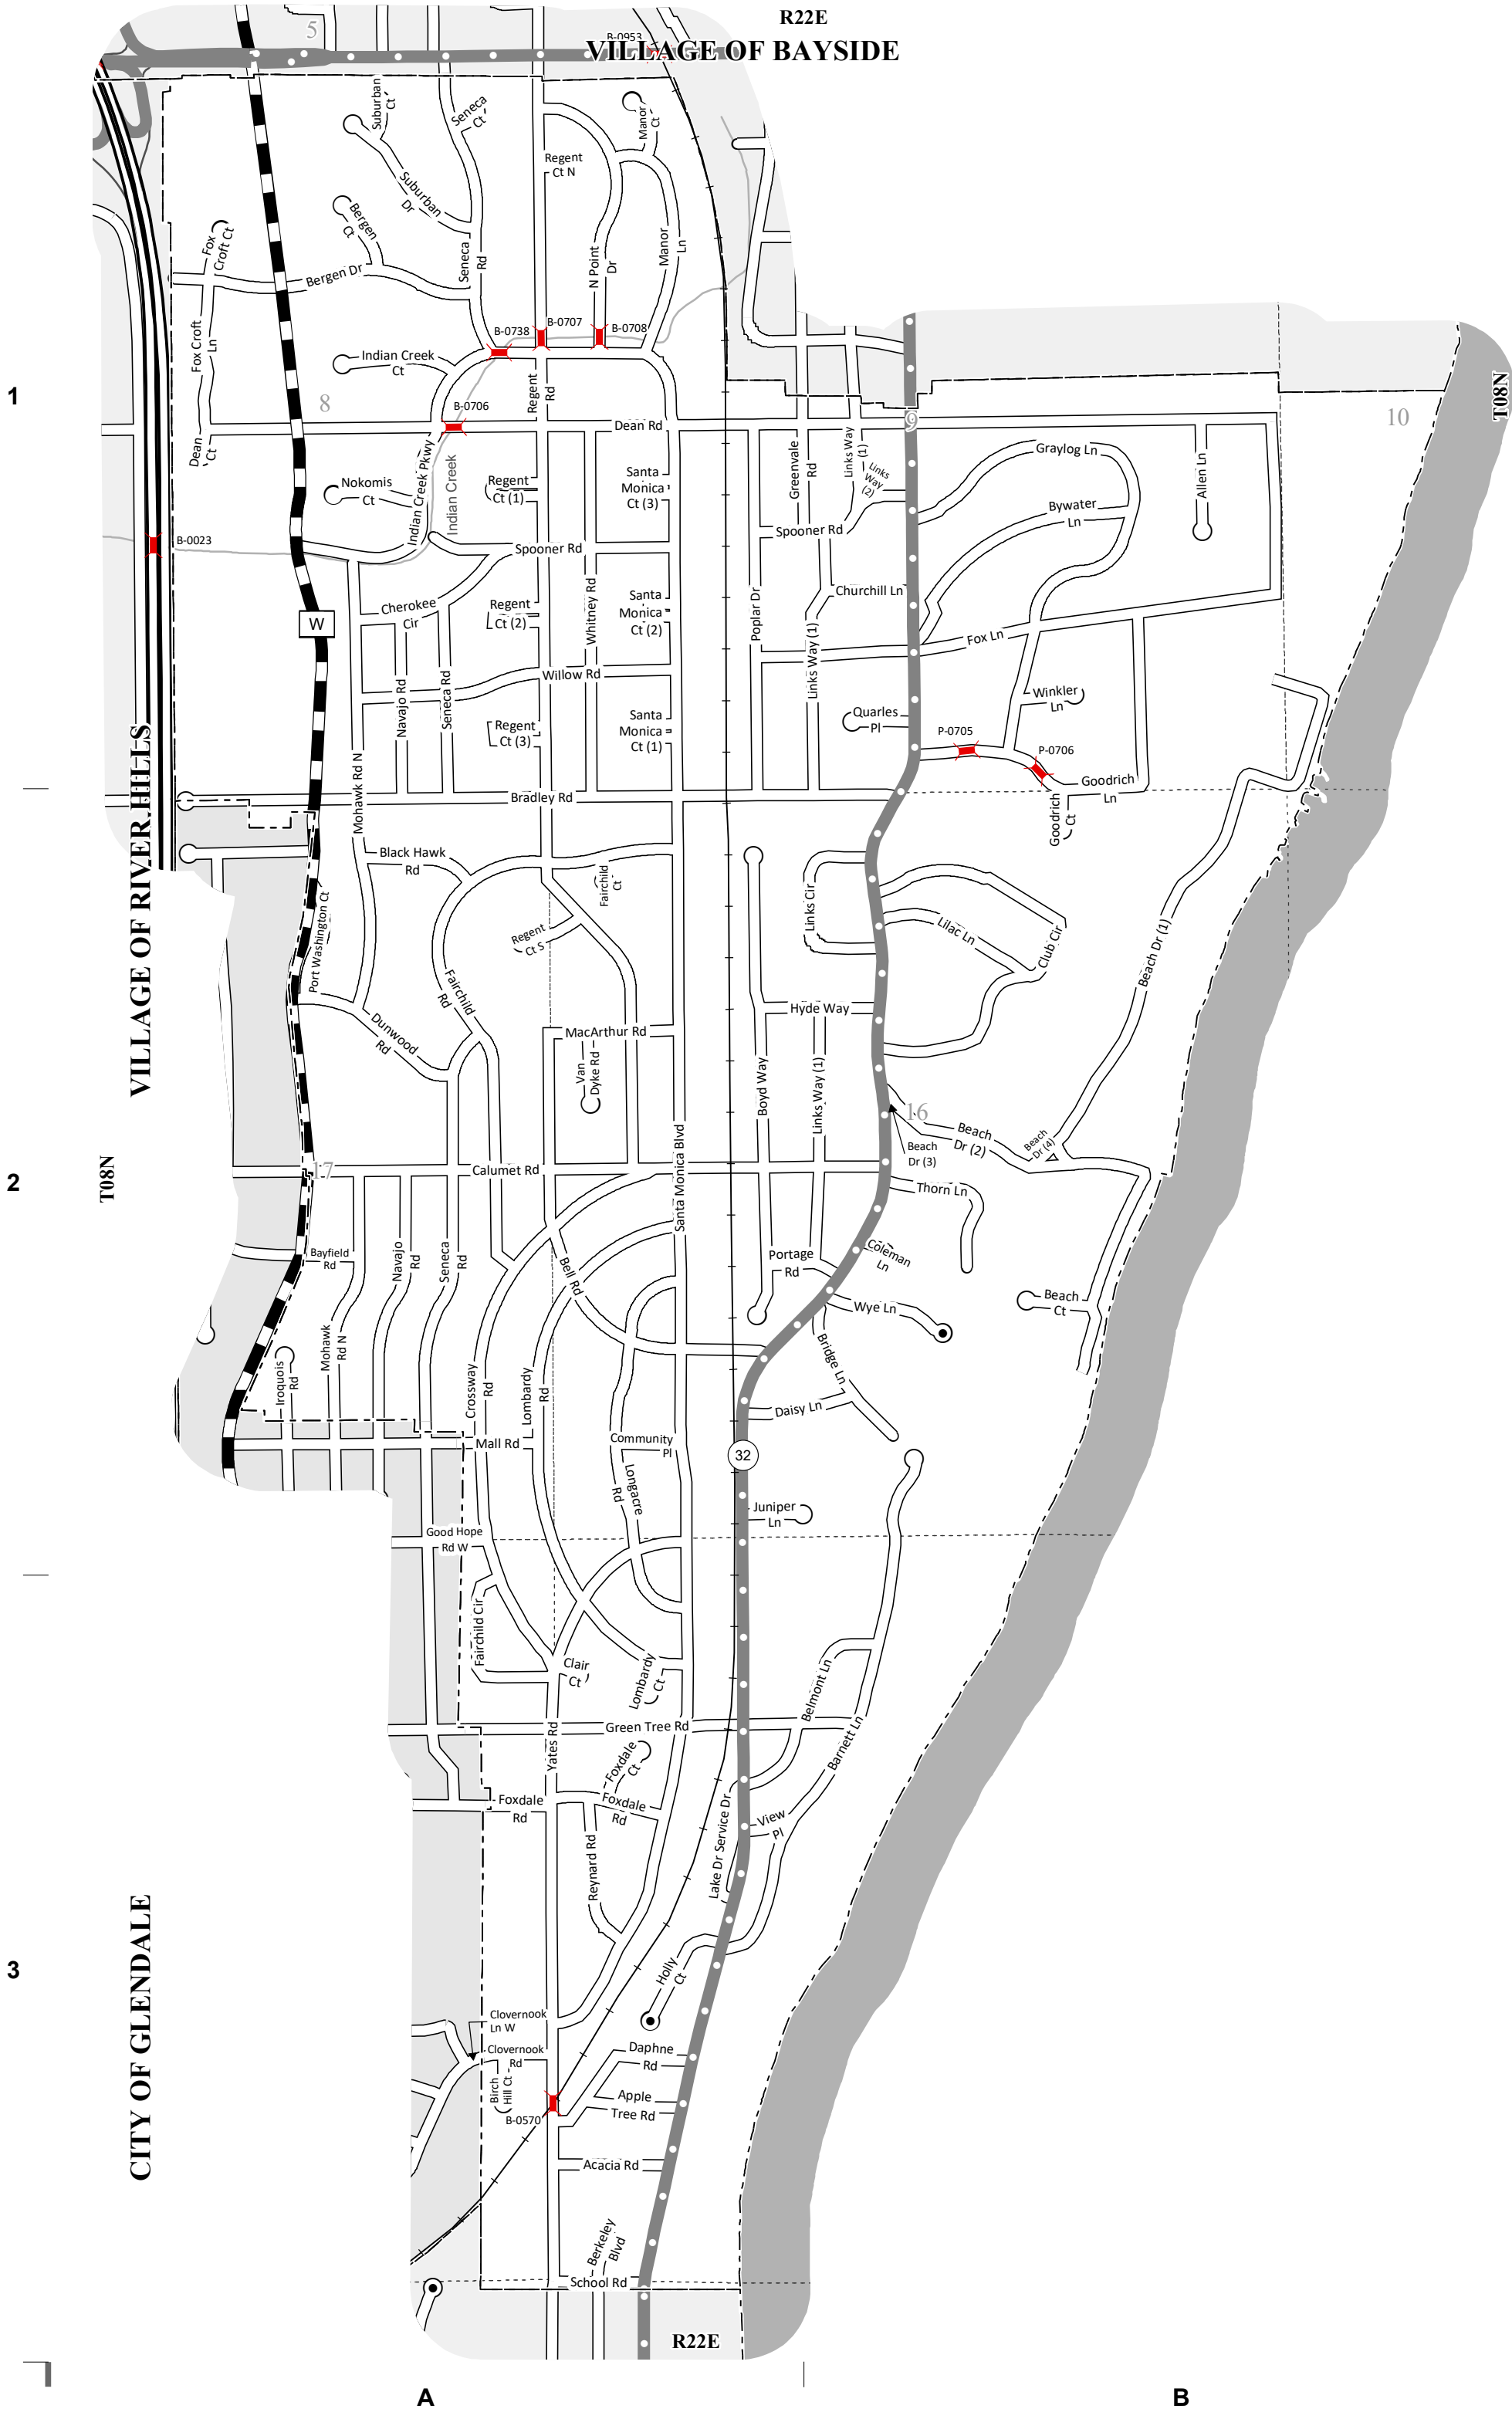 R22E
VILLAGE OF BAYSIDE
B-0953
5
Suburban
Ct
Seneca
Ct
Manor
Ct
Regent
Ct N
Suburban
Dr
Bergen
Ct
Fox
Croft Ct
Seneca
Rd
N Point
Dr
Manor
Ln
Bergen Dr
B-0738
B-0707
B-0708
Fox Croft
Ln
Indian Creek
Ct
Regent
Rd
1
8
B-0706
9
10
T08N
Dean Rd
Dean
Ct
Indian Creek Pkwy
Indian Creek
Nokomis
Ct
Regent
Ct (1)
Santa
Monica
Ct (3)
Greenvale
Rd
Links Way
(1)
Links
Way
(2)
Graylog Ln
Bywater
Ln
Allen Ln
B-0023
Spooner Rd
Spooner Rd
Churchill Ln
Cherokee
Cir
Regent
Ct (2)
Whitney Rd
Santa
Monica
Ct (2)
Poplar Dr
Links Way (1)
Fox Ln
W
Willow Rd
Navajo Rd
Seneca Rd
Winkler
Ln
Quarles
Pl
Regent
Ct (3)
Santa
Monica
Ct (1)
P-0705
P-0706
Mohawk Rd N
Goodrich
Ln
Goodrich
Ct
Bradley Rd
VILLAGE OF RIVER HILLS
Black Hawk
Rd
Fairchild
Ct
Links Cir
Port Washington Ct
Regent
Ct S
Lilac Ln
Club Cir
Beach Dr (1)
Fairchild
Rd
Dunwood
Rd
MacArthur Rd
Hyde Way
Van
Dyke Rd
Boyd Way
Links Way (1)
16
Beach
Dr (3)
Beach
Dr (2)
Beach
Dr (4)
2
T08N
17
Calumet Rd
Santa Monica Blvd
Thorn Ln
Bayfield
Rd
Navajo
Rd
Seneca
Rd
Bell Rd
Portage
Rd
Coleman
Ln
Wye Ln
Beach
Ct
Mohawk
Rd N
Iroquois
Rd
Crossway
Rd
Lombardy
Rd
Bridge Ln
Daisy Ln
Mall Rd
Community
Pl
32
Longacre
Rd
Juniper
Ln
Good Hope
Rd W
Fairchild Cir
Clair
Ct
Lombardy
Ct
Belmont Ln
Green Tree Rd
Yates Rd
Barnett Ln
Foxdale
Ct
Foxdale
Rd
Foxdale
Rd
Lake Dr Service Dr
View
Pl
Reynard Rd
CITY OF GLENDALE
3
Holly
Ct
Clovernook
Ln W
Clovernook
Rd
Birch
Hill Ct
Daphne
Rd
B-0570
Apple
Tree Rd
Acacia Rd
Berkeley
Blvd
School Rd
R22E
A
B